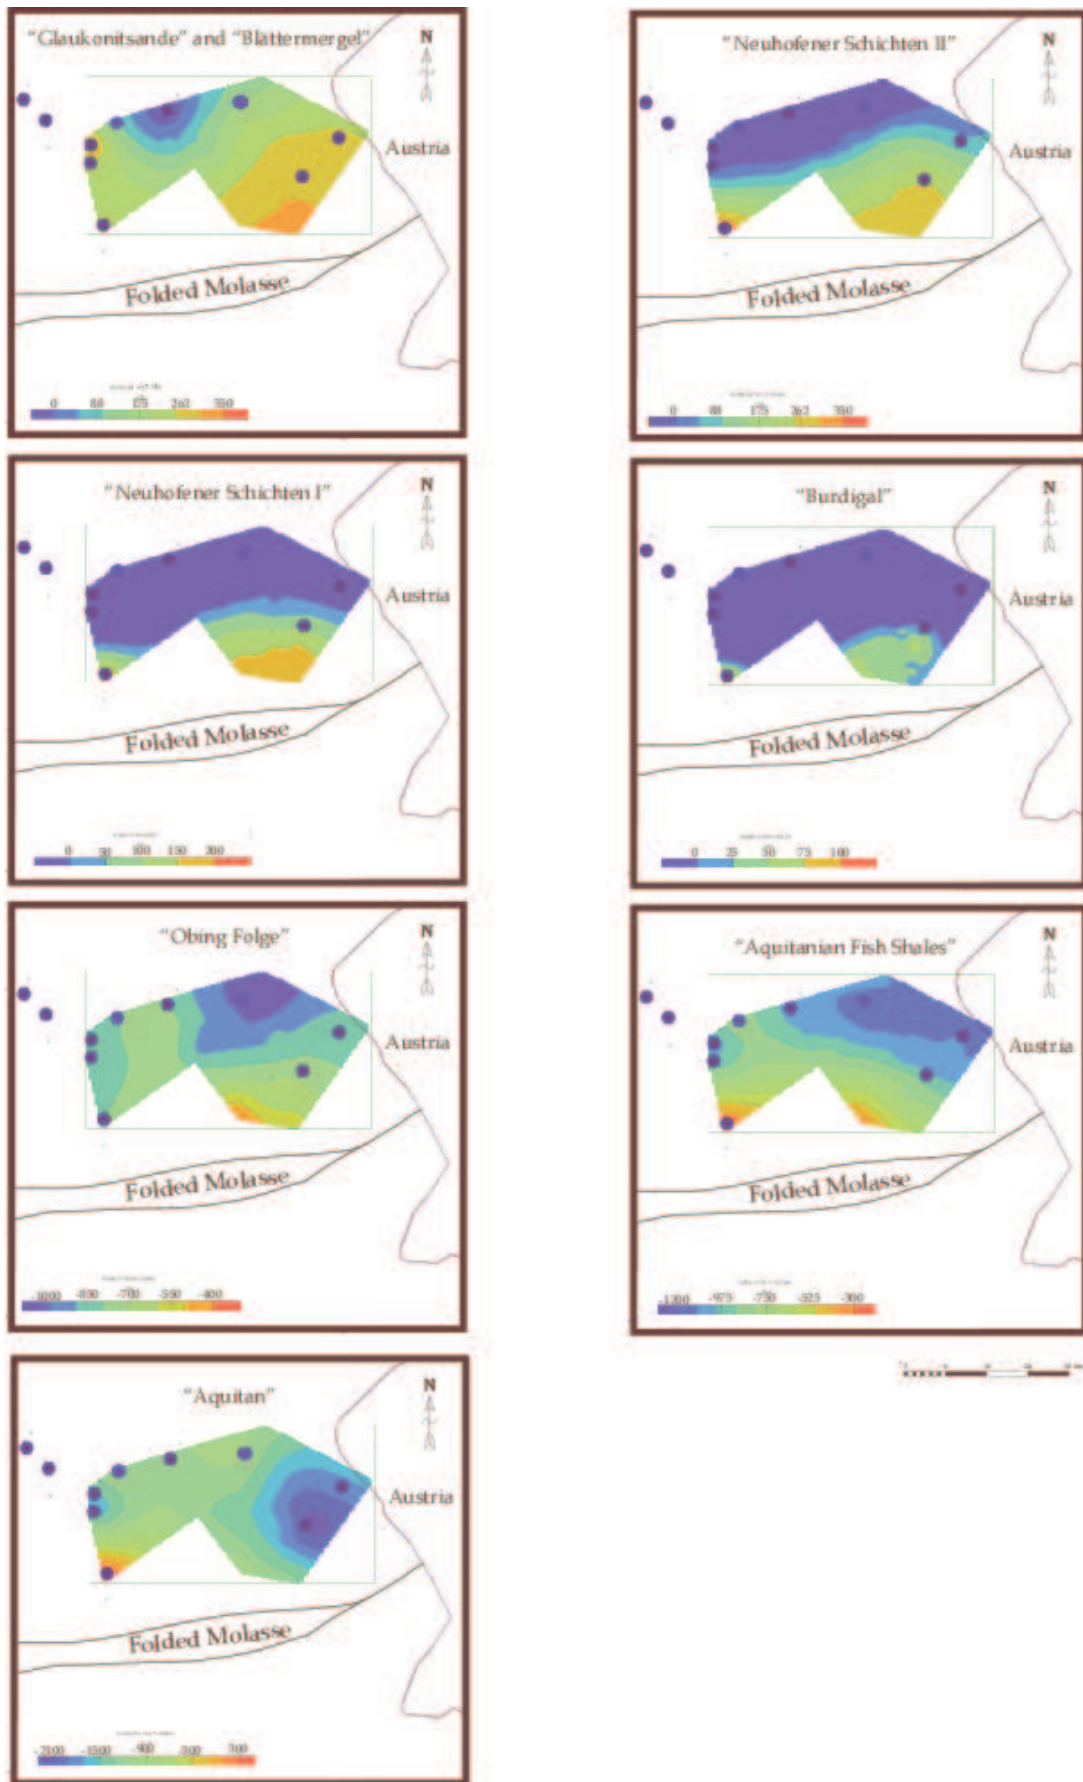 "Glaukonitsande" and "Blättermergel"
N
Austria
Folded Molasse
0 88 175 262 350
"Neuhofener Schichten II"
N
Austria
Folded Molasse
0 88 175 262 350
"Neuhofener Schichten I"
N
Austria
Folded Molasse
0 50 100 150 200
"Burdigal"
N
Austria
Folded Molasse
0 25 50 75 100
"Obing Folge"
N
Austria
Folded Molasse
-1000 -850 -700 -550 -400
"Aquitanian Fish Shales"
N
Austria
Folded Molasse
-1200 -975 -750 -525 -300
"Aquitan"
N
Austria
Folded Molasse
-2100 -1500 -900 -300 300